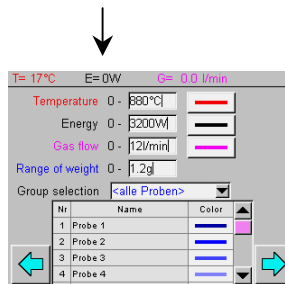 T= 17°C E= 0W G= 0.0 l/min
Temperature 0 - 880°C
Energy 0 - 3200W
Gas flow 0 - 12l/min
Range of weight 0 - 1.2g
Group selection <alle Proben>
Nr Name Color
1 Probe 1
2 Probe 2
3 Probe 3
4 Probe 4